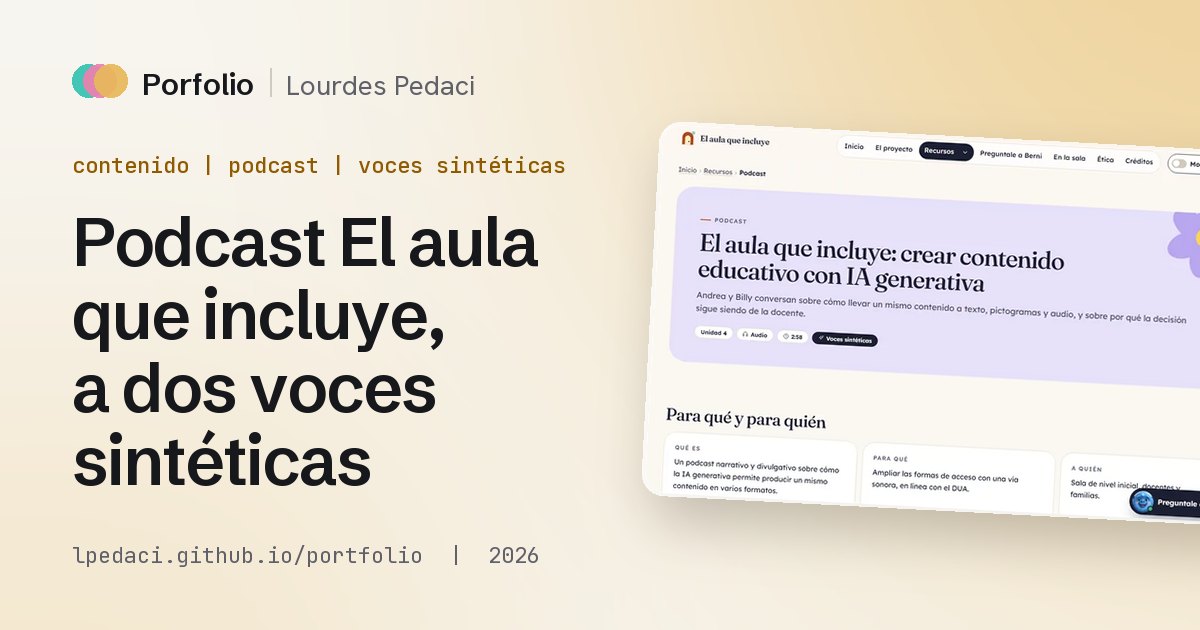 Porfolio | Lourdes Pedaci
contenido | podcast | voces sintéticas
Podcast El aula
que incluye,
a dos voces
sintéticas
lpedaci.github.io/portfolio | 2026
El aula que incluye
Inicio El proyecto Recursos Preguntale a Berni En la sala Ética Créditos Mo
Inicio · Recursos · Podcast
PODCAST
El aula que incluye: crear contenido
educativo con IA generativa
Andrea y Billy conversan sobre cómo llevar un mismo contenido a texto, pictogramas y audio, y sobre por qué la decisión
sigue siendo de la docente.
Unidad 4 Audio 2:58 Voces sintéticas
Para qué y para quién
QUÉ ES
Un podcast narrativo y divulgativo sobre cómo
la IA generativa permite producir un mismo
contenido en varios formatos.
PARA QUÉ
Ampliar las formas de acceso con una vía
sonora, en línea con el DUA.
A QUIÉN
Sala de nivel inicial, docentes y
familias.
Preguntale